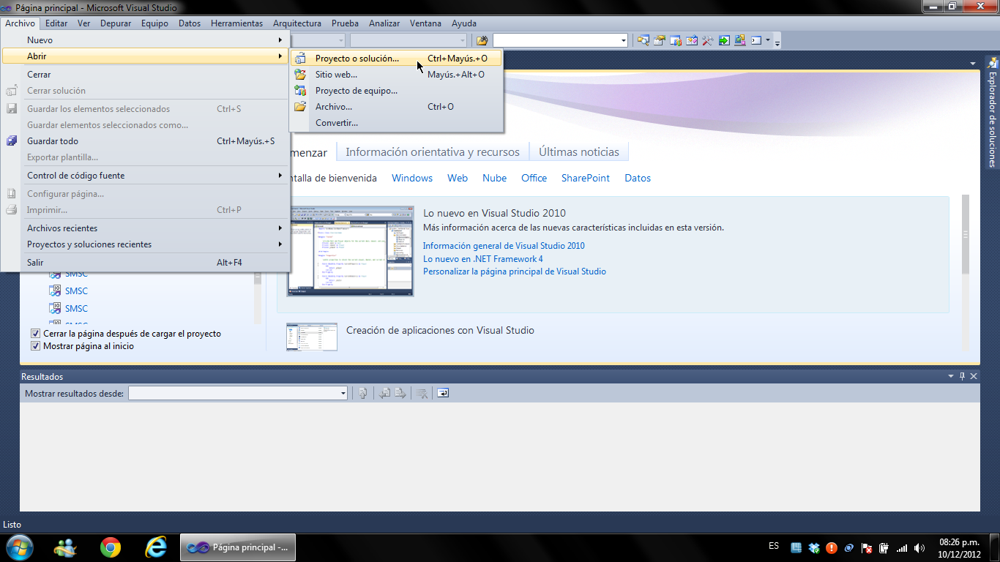 Página principal - Microsoft Visual Studio
Archivo Editar Ver Depurar Equipo Datos Herramientas Arquitectura Prueba Analizar Ventana Ayuda
Nuevo
Abrir
Cerrar
Cerrar solución
Guardar los elementos seleccionados Ctrl+S
Guardar elementos seleccionados como...
Guardar todo Ctrl+Mayús.+S
Exportar plantilla...
Control de código fuente
Configurar página...
Imprimir... Ctrl+P
Archivos recientes
Proyectos y soluciones recientes
Salir Alt+F4
Proyecto o solución... Ctrl+Mayús.+O
Sitio web... Mayús.+Alt+O
Proyecto de equipo...
Archivo... Ctrl+O
Convertir...
Explorador de soluciones
menzar Información orientativa y recursos Últimas noticias
ntalla de bienvenida Windows Web Nube Office SharePoint Datos
Lo nuevo en Visual Studio 2010
Más información acerca de las nuevas características incluidas en esta versión.
Información general de Visual Studio 2010
Lo nuevo en .NET Framework 4
Personalizar la página principal de Visual Studio
Creación de aplicaciones con Visual Studio
SMSC
SMSC
SMSC
SMSC
Cerrar la página después de cargar el proyecto
Mostrar página al inicio
Resultados
Mostrar resultados desde:
Listo
Página principal -...
ES
08:26 p.m.
10/12/2012